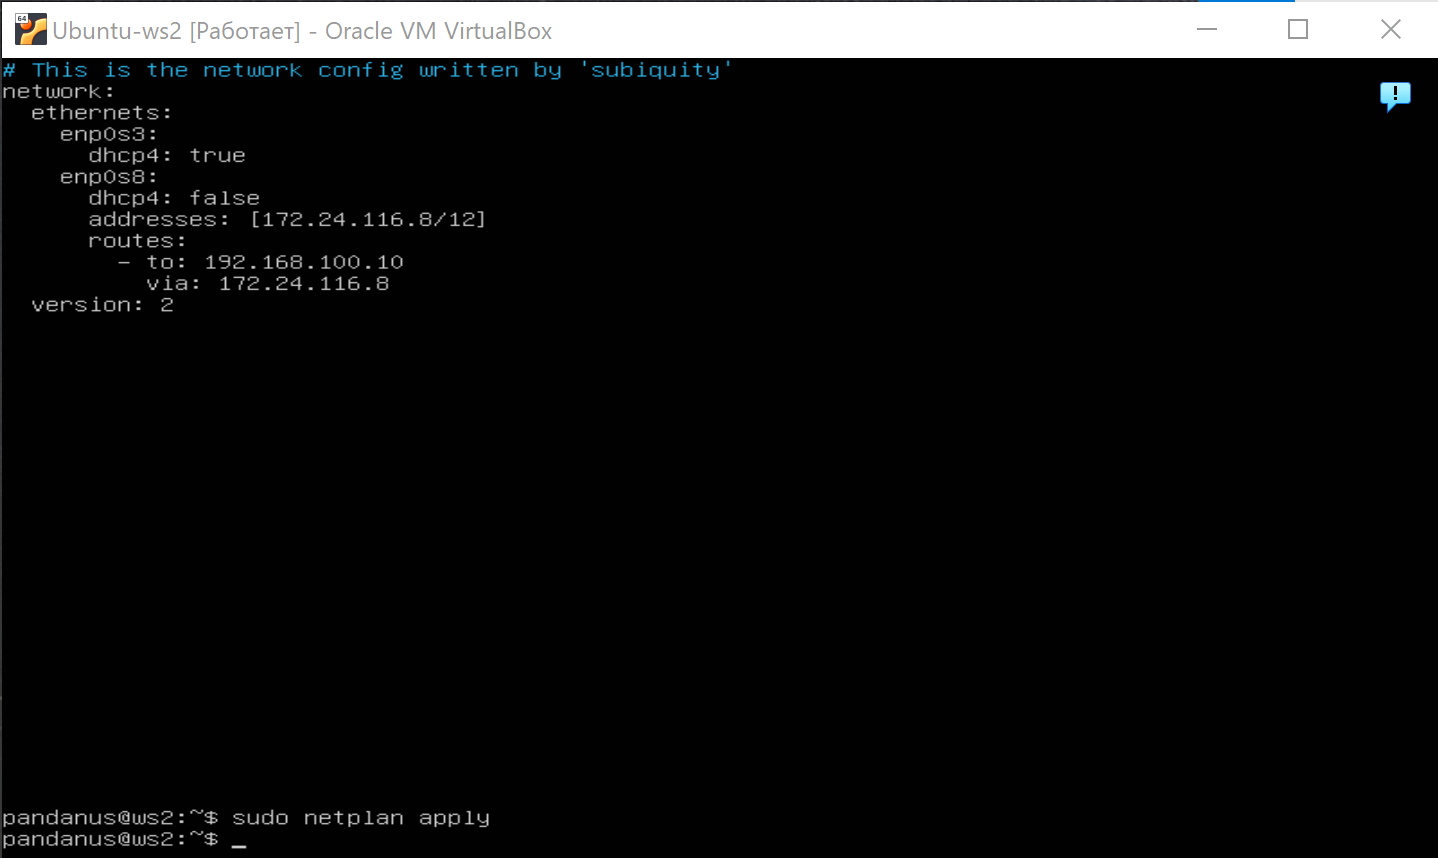 64
Ubuntu-ws2 [Работает] - Oracle VM VirtualBox
# This is the network config written by 'subiquity'
network:
  ethernets:
    enp0s3:
      dhcp4: true
    enp0s8:
      dhcp4: false
      addresses: [172.24.116.8/12]
      routes:
        - to: 192.168.100.10
          via: 172.24.116.8
  version: 2
pandanus@ws2:~$ sudo netplan apply
pandanus@ws2:~$ _